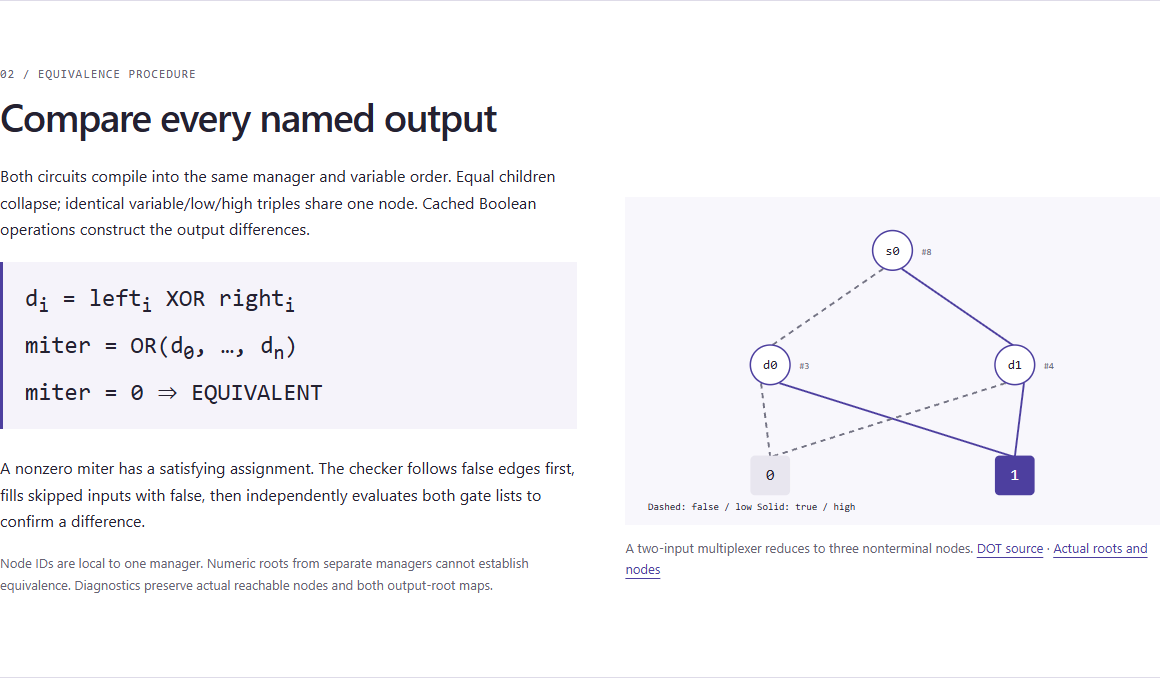 02 / EQUIVALENCE PROCEDURE
Compare every named output
Both circuits compile into the same manager and variable order. Equal children
collapse; identical variable/low/high triples share one node. Cached Boolean
operations construct the output differences.
dᵢ = leftᵢ XOR rightᵢ
miter = OR(d₀, …, dₙ)
miter = 0 ⇒ EQUIVALENT
A nonzero miter has a satisfying assignment. The checker follows false edges first,
fills skipped inputs with false, then independently evaluates both gate lists to
confirm a difference.
Node IDs are local to one manager. Numeric roots from separate managers cannot establish
equivalence. Diagnostics preserve actual reachable nodes and both output-root maps.
s0 #8
d0 #3
d1 #4
0
1
Dashed: false / low Solid: true / high
A two-input multiplexer reduces to three nonterminal nodes. DOT source · Actual roots and
nodes